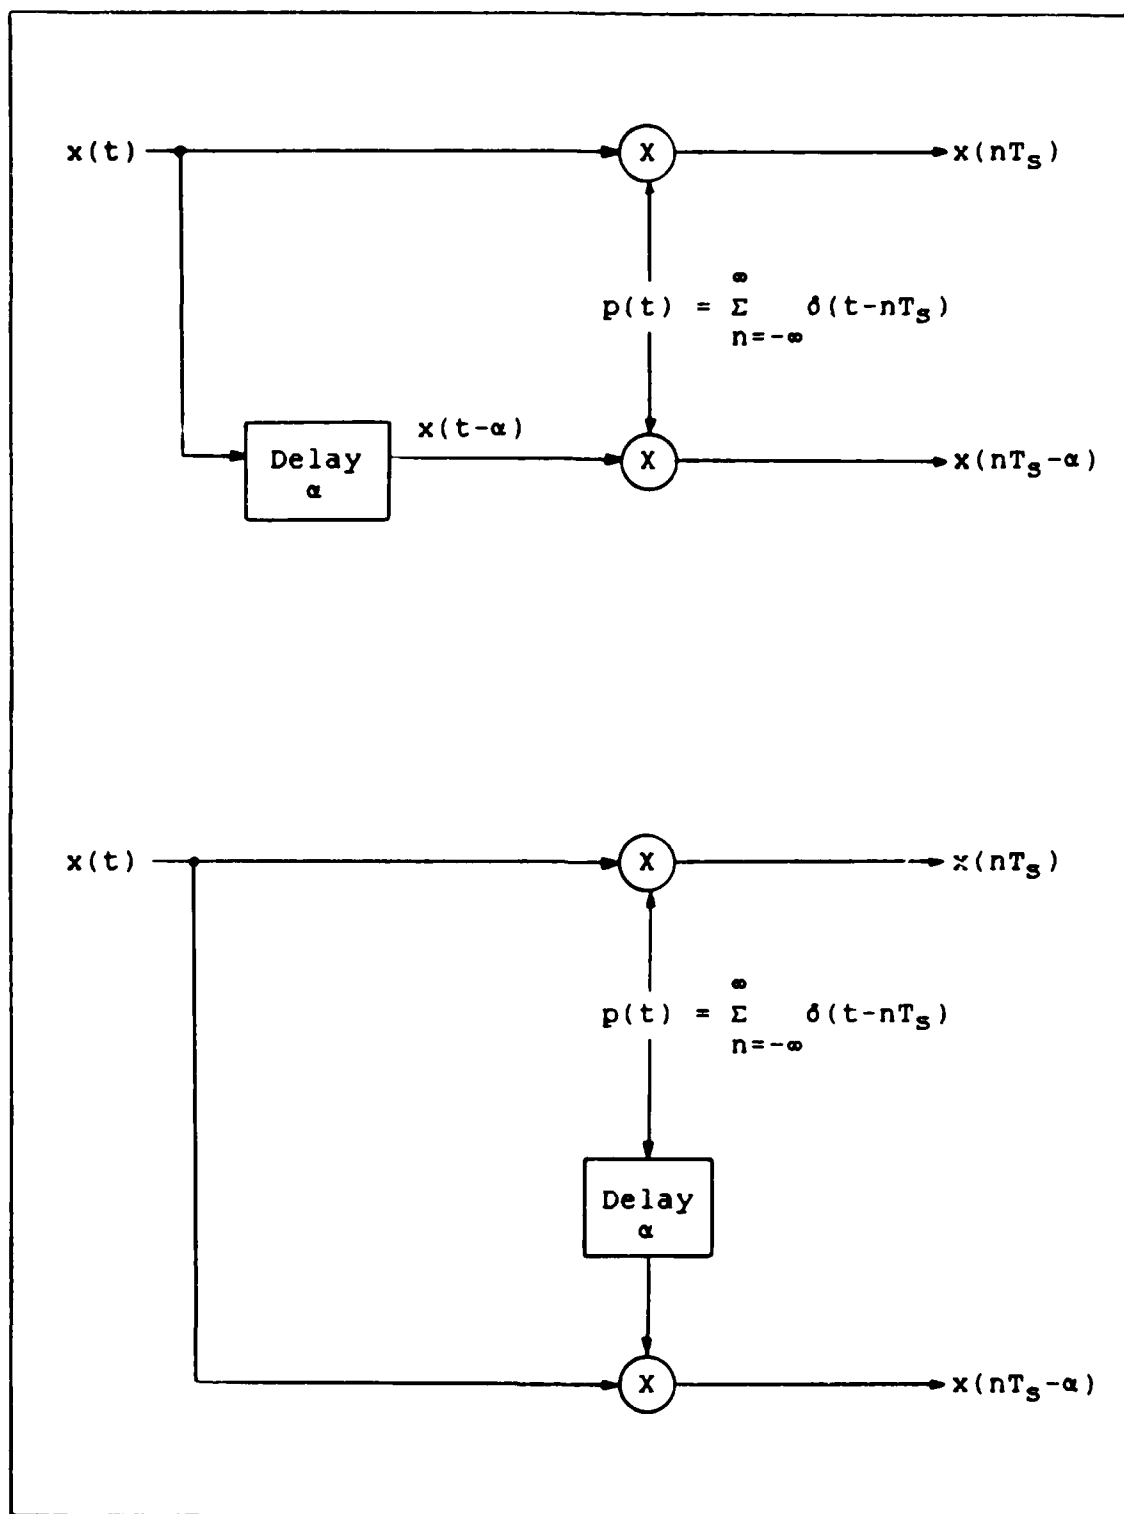 x(t)
X
x(nTs)
∞
p(t) = Σ δ(t-nTs)
n=-∞
x(t-α)
Delay
α
X
x(nTs-α)
x(t)
X
x(nTs)
∞
p(t) = Σ δ(t-nTs)
n=-∞
Delay
α
X
x(nTs-α)